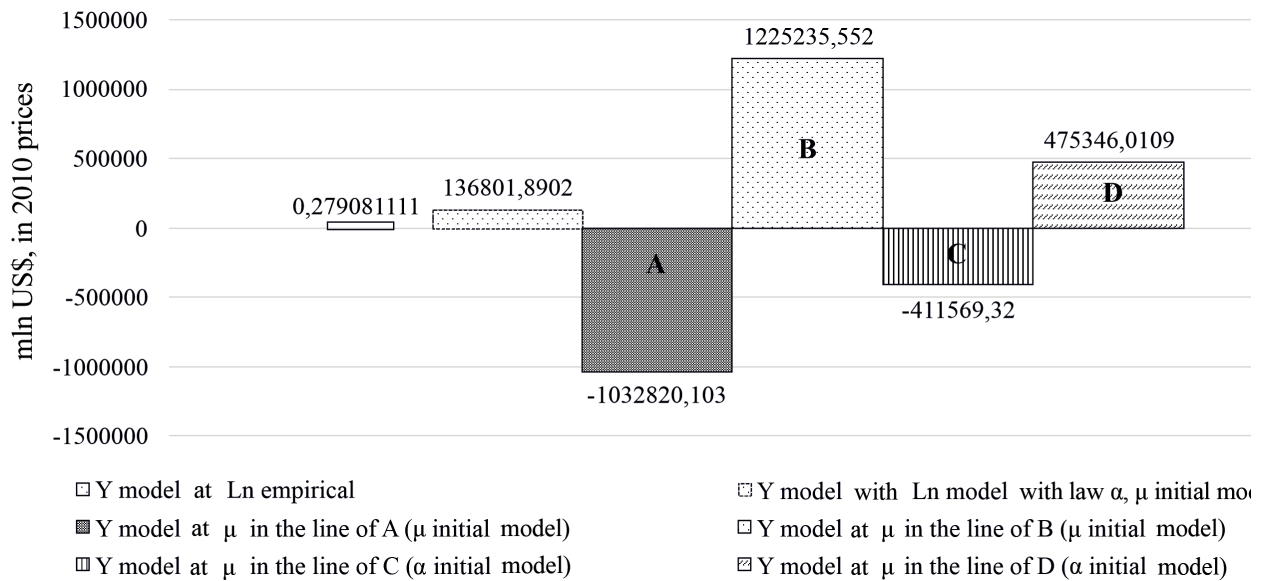 1500000
1000000
500000
0
-500000
-1000000
-1500000
mln US$, in 2010 prices
0,279081111
136801,8902
-1032820,103
1225235,552
-411569,32
475346,0109
A
B
C
D
Y model at Ln empirical
Y model with Ln model with law α, μ initial
Y model at μ in the line of A (μ initial model)
Y model at μ in the line of B (μ initial model)
Y model at μ in the line of C (α initial model)
Y model at μ in the line of D (α initial model)